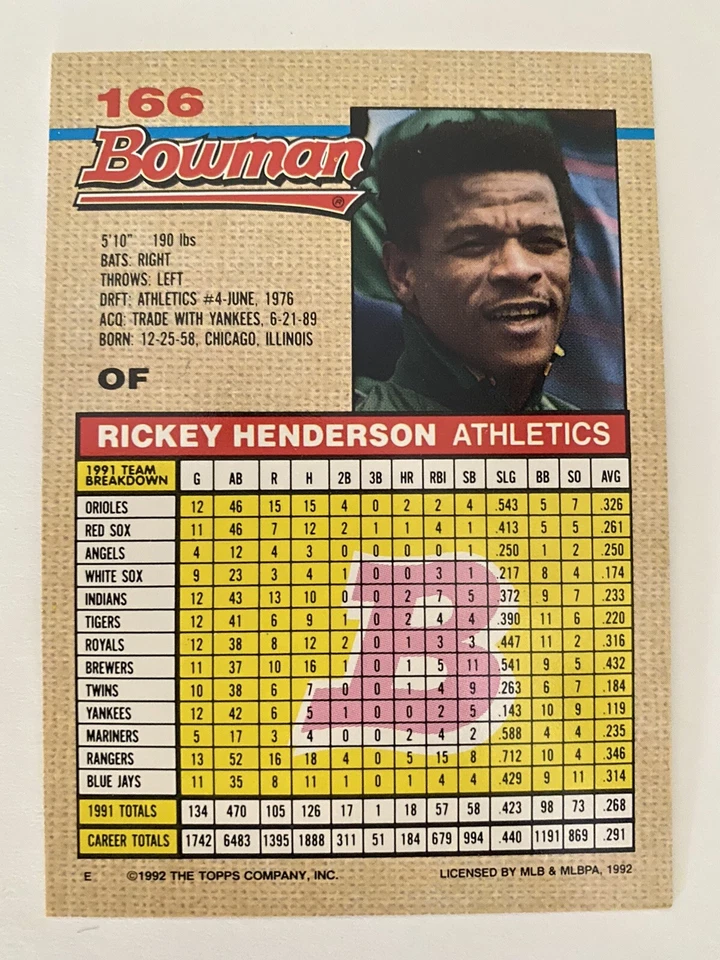 166
Bowman®
5'10" 190 lbs
BATS: RIGHT
THROWS: LEFT
DRFT: ATHLETICS #4-JUNE, 1976
ACQ: TRADE WITH YANKEES, 6-21-89
BORN: 12-25-58, CHICAGO, ILLINOIS
OF
RICKEY HENDERSON ATHLETICS
1991 TEAM BREAKDOWN G AB R H 2B 3B HR RBI SB SLG BB SO AVG
ORIOLES 12 46 15 15 4 0 2 2 4 .543 5 7 .326
RED SOX 11 46 7 12 2 1 1 4 1 .413 5 5 .261
ANGELS 4 12 4 3 0 0 0 0 1 .250 1 2 .250
WHITE SOX 9 23 3 4 1 0 0 3 1 .217 8 4 .174
INDIANS 12 43 13 10 0 0 2 7 5 .372 9 7 .233
TIGERS 12 41 6 9 1 0 2 4 4 .390 11 6 .220
ROYALS 12 38 8 12 2 0 1 3 3 .447 11 2 .316
BREWERS 11 37 10 16 1 0 1 5 11 .541 9 5 .432
TWINS 10 38 6 7 0 0 1 4 9 .263 6 7 .184
YANKEES 12 42 6 5 1 0 0 2 5 .143 10 9 .119
MARINERS 5 17 3 4 0 0 2 4 2 .588 4 4 .235
RANGERS 13 52 16 18 4 0 5 15 8 .712 10 4 .346
BLUE JAYS 11 35 8 11 1 0 1 4 4 .429 9 11 .314
1991 TOTALS 134 470 105 126 17 1 18 57 58 .423 98 73 .268
CAREER TOTALS 1742 6483 1395 1888 311 51 184 679 994 .440 1191 869 .291
B
E ©1992 THE TOPPS COMPANY, INC. LICENSED BY MLB & MLBPA, 1992